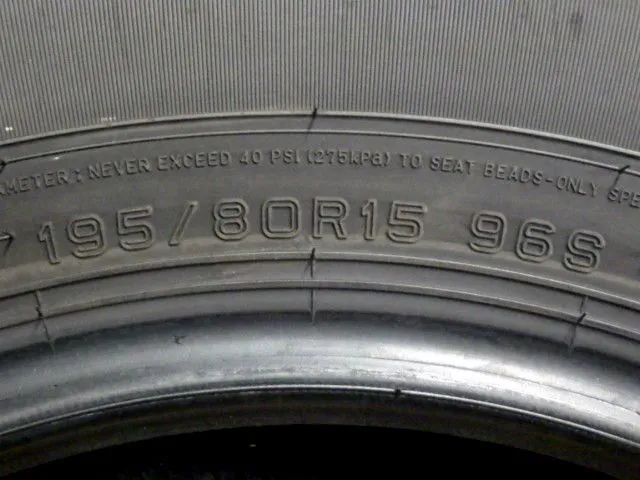 AMETER: NEVER EXCEED 40 PSI (275kPa) TO SEAT BEADS-ONLY SPE
195/80R15 96S